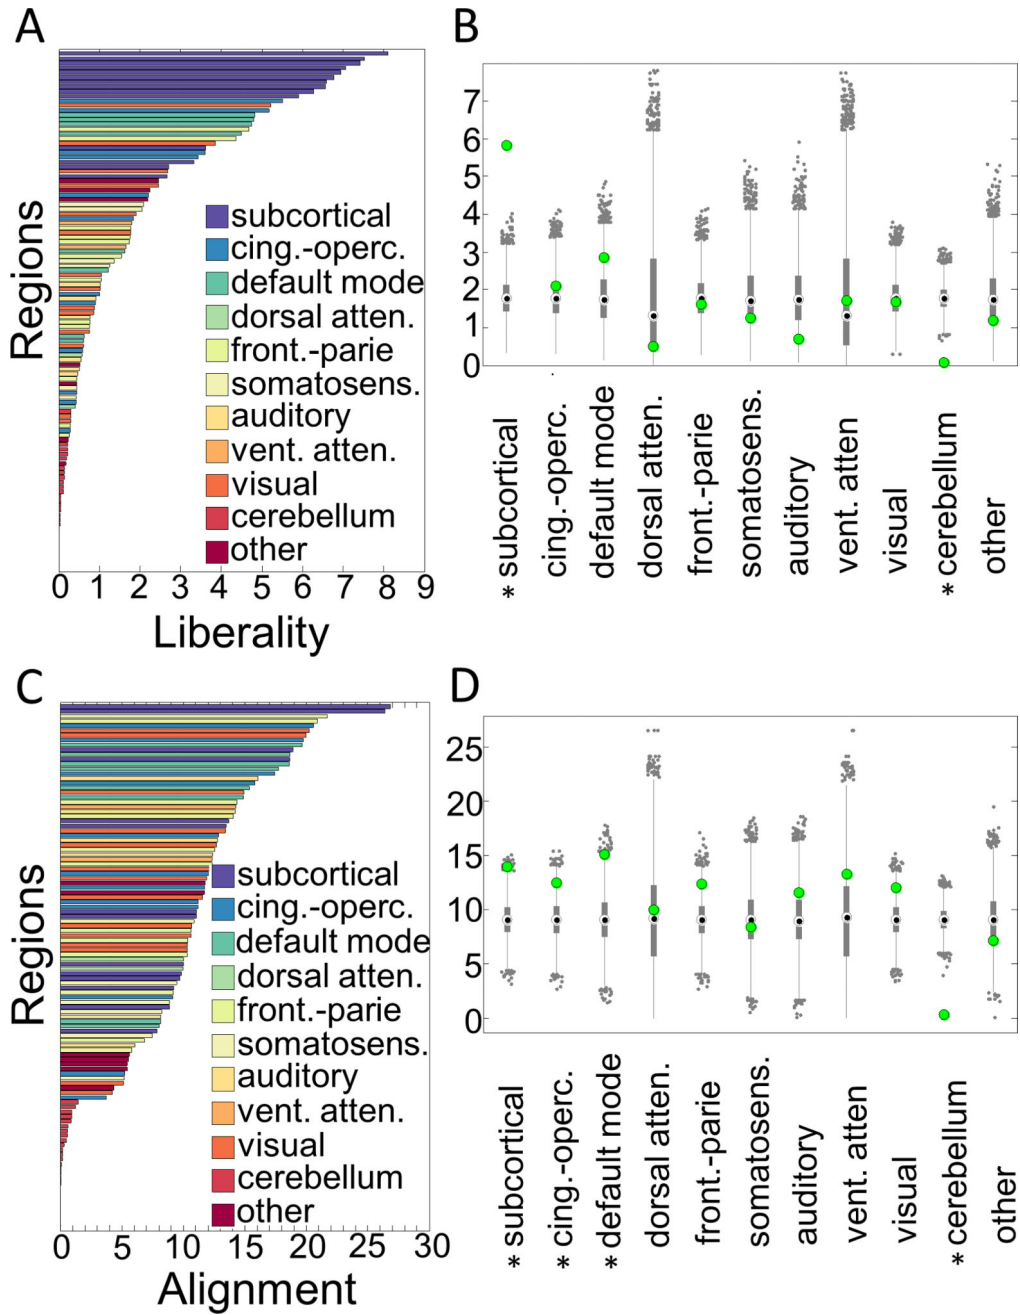 A
Regions
subcortical
cing.-operc.
default mode
dorsal atten.
front.-parie
somatosens.
auditory
vent. atten.
visual
cerebellum
other
0 1 2 3 4 5 6 7 8 9
Liberality
B
7
6
5
4
3
2
1
0
* subcortical
cing.-operc.
default mode
dorsal atten.
front.-parie
somatosens.
auditory
vent. atten
visual
* cerebellum
other
C
Regions
subcortical
cing.-operc.
default mode
dorsal atten.
front.-parie
somatosens.
auditory
vent. atten.
visual
cerebellum
other
0 5 10 15 20 25 30
Alignment
D
25
20
15
10
5
0
* subcortical
* cing.-operc.
* default mode
dorsal atten.
front.-parie
somatosens.
auditory
vent. atten
visual
* cerebellum
other